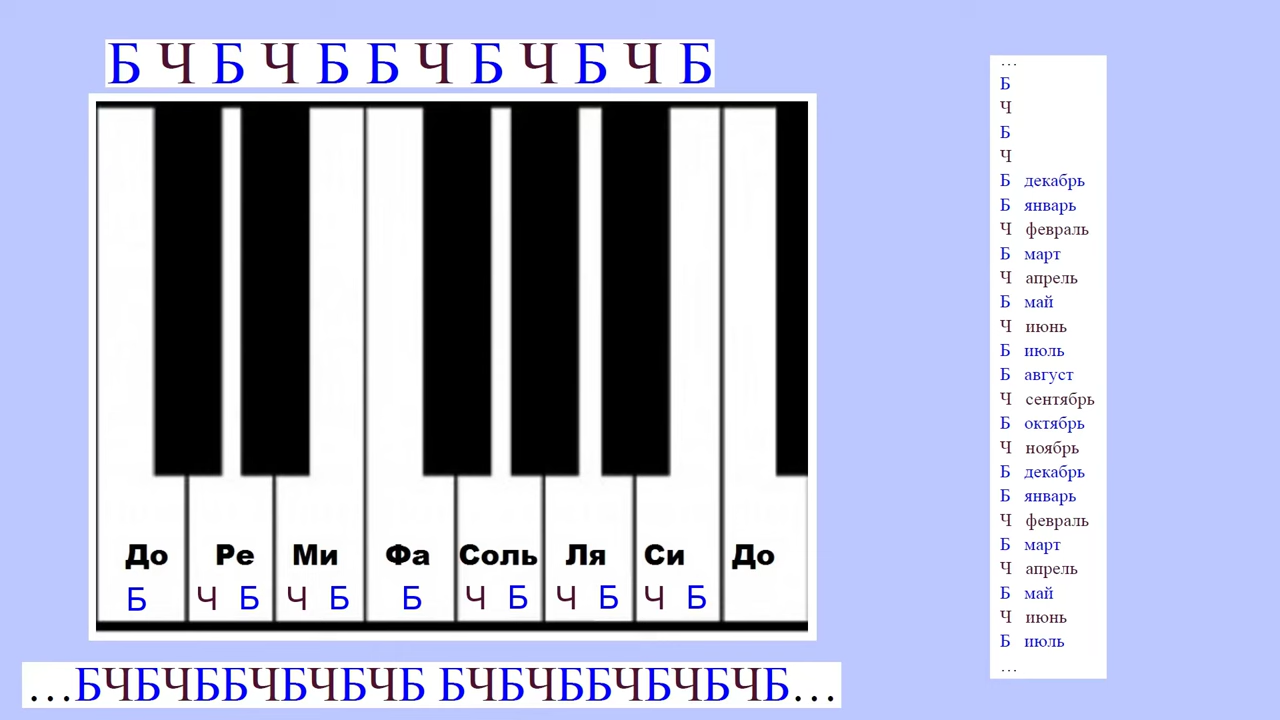 Б Ч Б Ч Б Б Ч Б Ч Б Ч Б
До Ре Ми Фа Соль Ля Си До
Б Ч Б Ч Б Б Ч Б Ч Б Ч Б
...БЧБЧББЧБЧБЧБ БЧБЧББЧБЧБЧБ...
...
Б
Ч
Б
Ч
Б декабрь
Б январь
Ч февраль
Б март
Ч апрель
Б май
Ч июнь
Б июль
Б август
Ч сентябрь
Б октябрь
Ч ноябрь
Б декабрь
Б январь
Ч февраль
Б март
Ч апрель
Б май
Ч июнь
Б июль
...